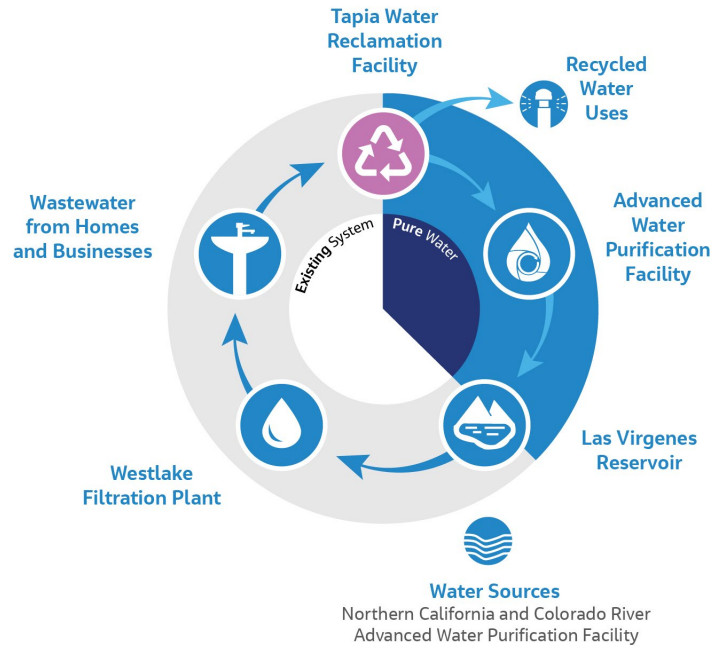 Tapia Water
Reclamation
Facility
Recycled
Water
Uses
Advanced
Water
Purification
Facility
Las Virgenes
Reservoir
Water Sources
Northern California and Colorado River
Advanced Water Purification Facility
Westlake
Filtration Plant
Wastewater
from Homes
and Businesses
Existing System
Pure Water